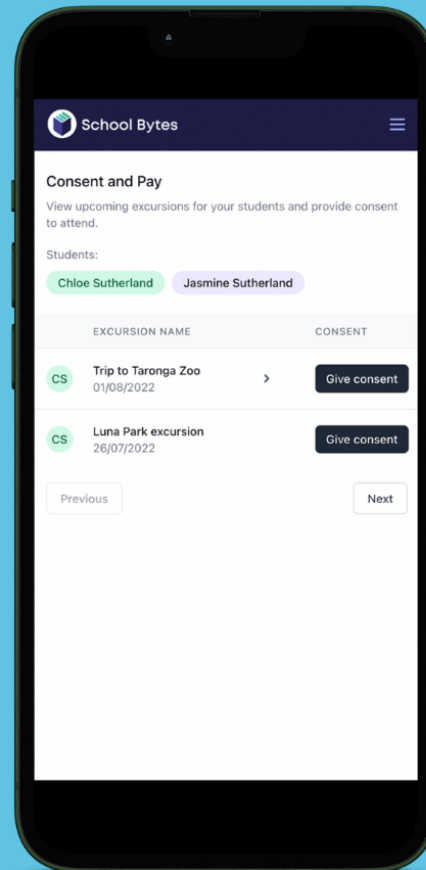 School Bytes
Consent and Pay
View upcoming excursions for your students and provide consent
to attend.
Students:
Chloe Sutherland Jasmine Sutherland
EXCURSION NAME CONSENT
CS Trip to Taronga Zoo Give consent
01/08/2022
CS Luna Park excursion Give consent
26/07/2022
Previous Next